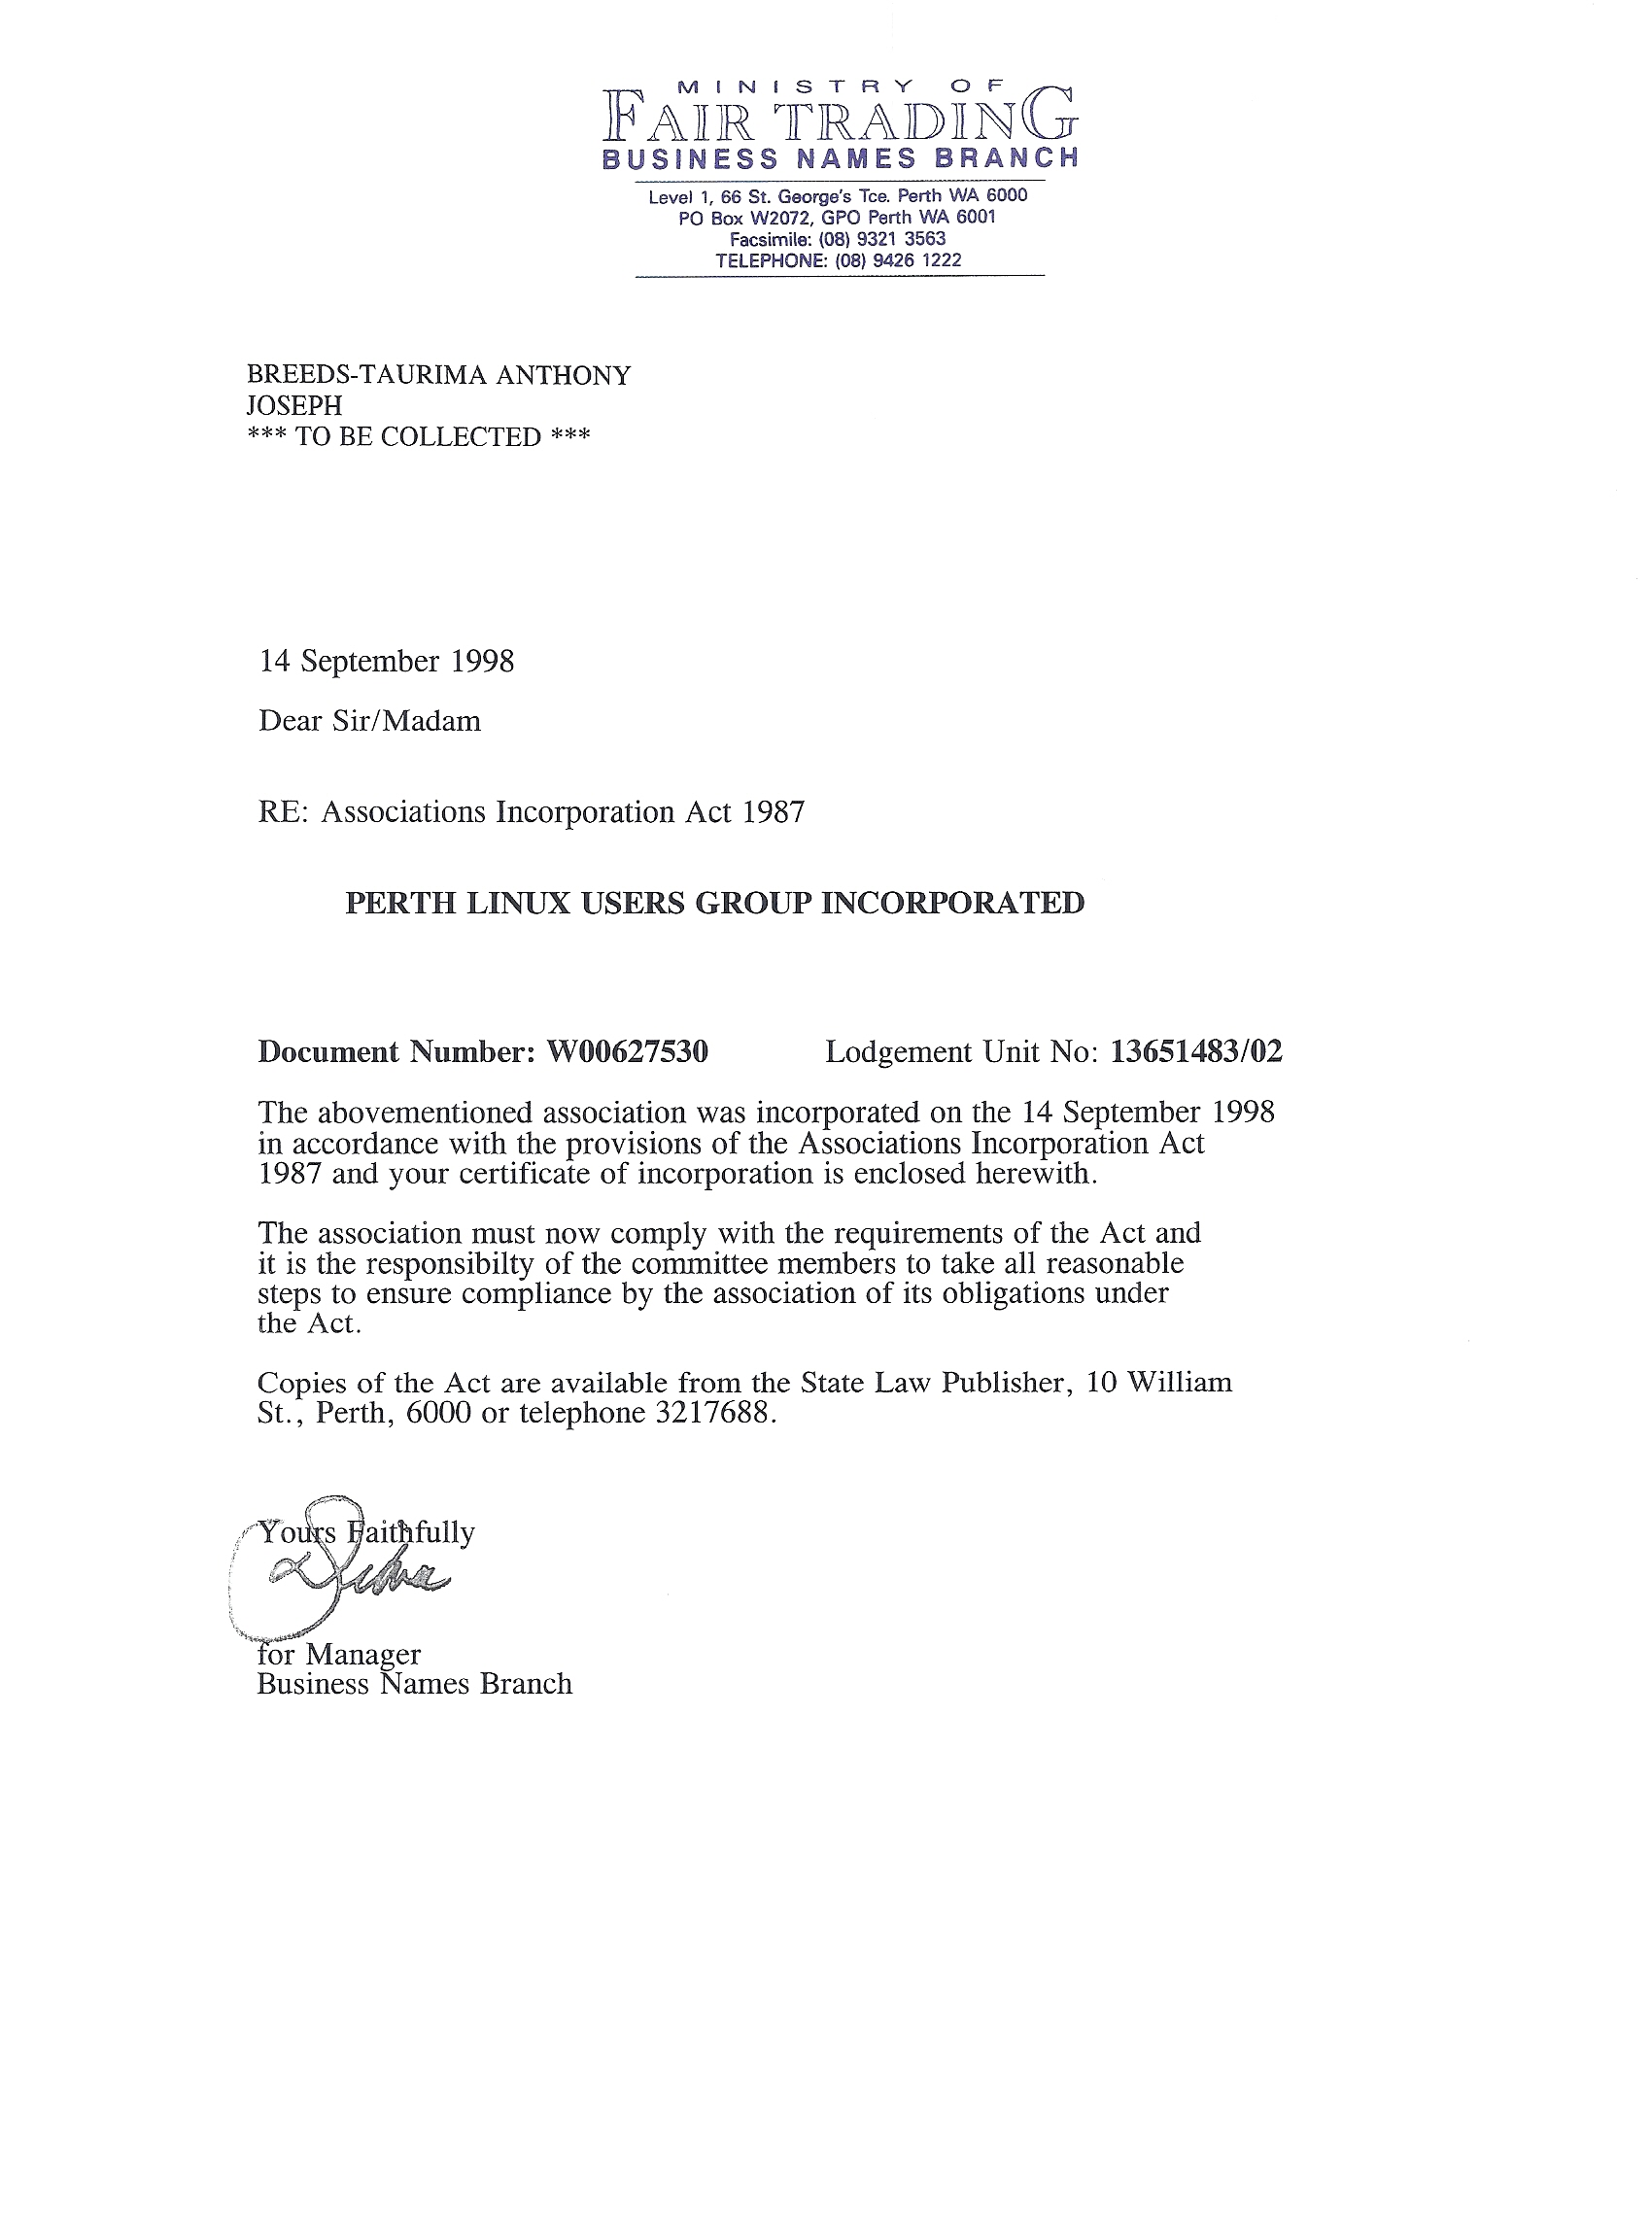 MINISTRY OF
FAIR TRADING
BUSINESS NAMES BRANCH
Level 1, 66 St. George's Tce. Perth WA 6000
PO Box W2072, GPO Perth WA 6001
Facsimile: (08) 9321 3563
TELEPHONE: (08) 9426 1222
BREEDS-TAURIMA ANTHONY
JOSEPH
*** TO BE COLLECTED ***
14 September 1998
Dear Sir/Madam
RE: Associations Incorporation Act 1987
PERTH LINUX USERS GROUP INCORPORATED
Document Number: W00627530 Lodgement Unit No: 13651483/02
The abovementioned association was incorporated on the 14 September 1998
in accordance with the provisions of the Associations Incorporation Act
1987 and your certificate of incorporation is enclosed herewith.
The association must now comply with the requirements of the Act and
it is the responsibilty of the committee members to take all reasonable
steps to ensure compliance by the association of its obligations under
the Act.
Copies of the Act are available from the State Law Publisher, 10 William
St., Perth, 6000 or telephone 3217688.
Yours Faithfully
for Manager
Business Names Branch